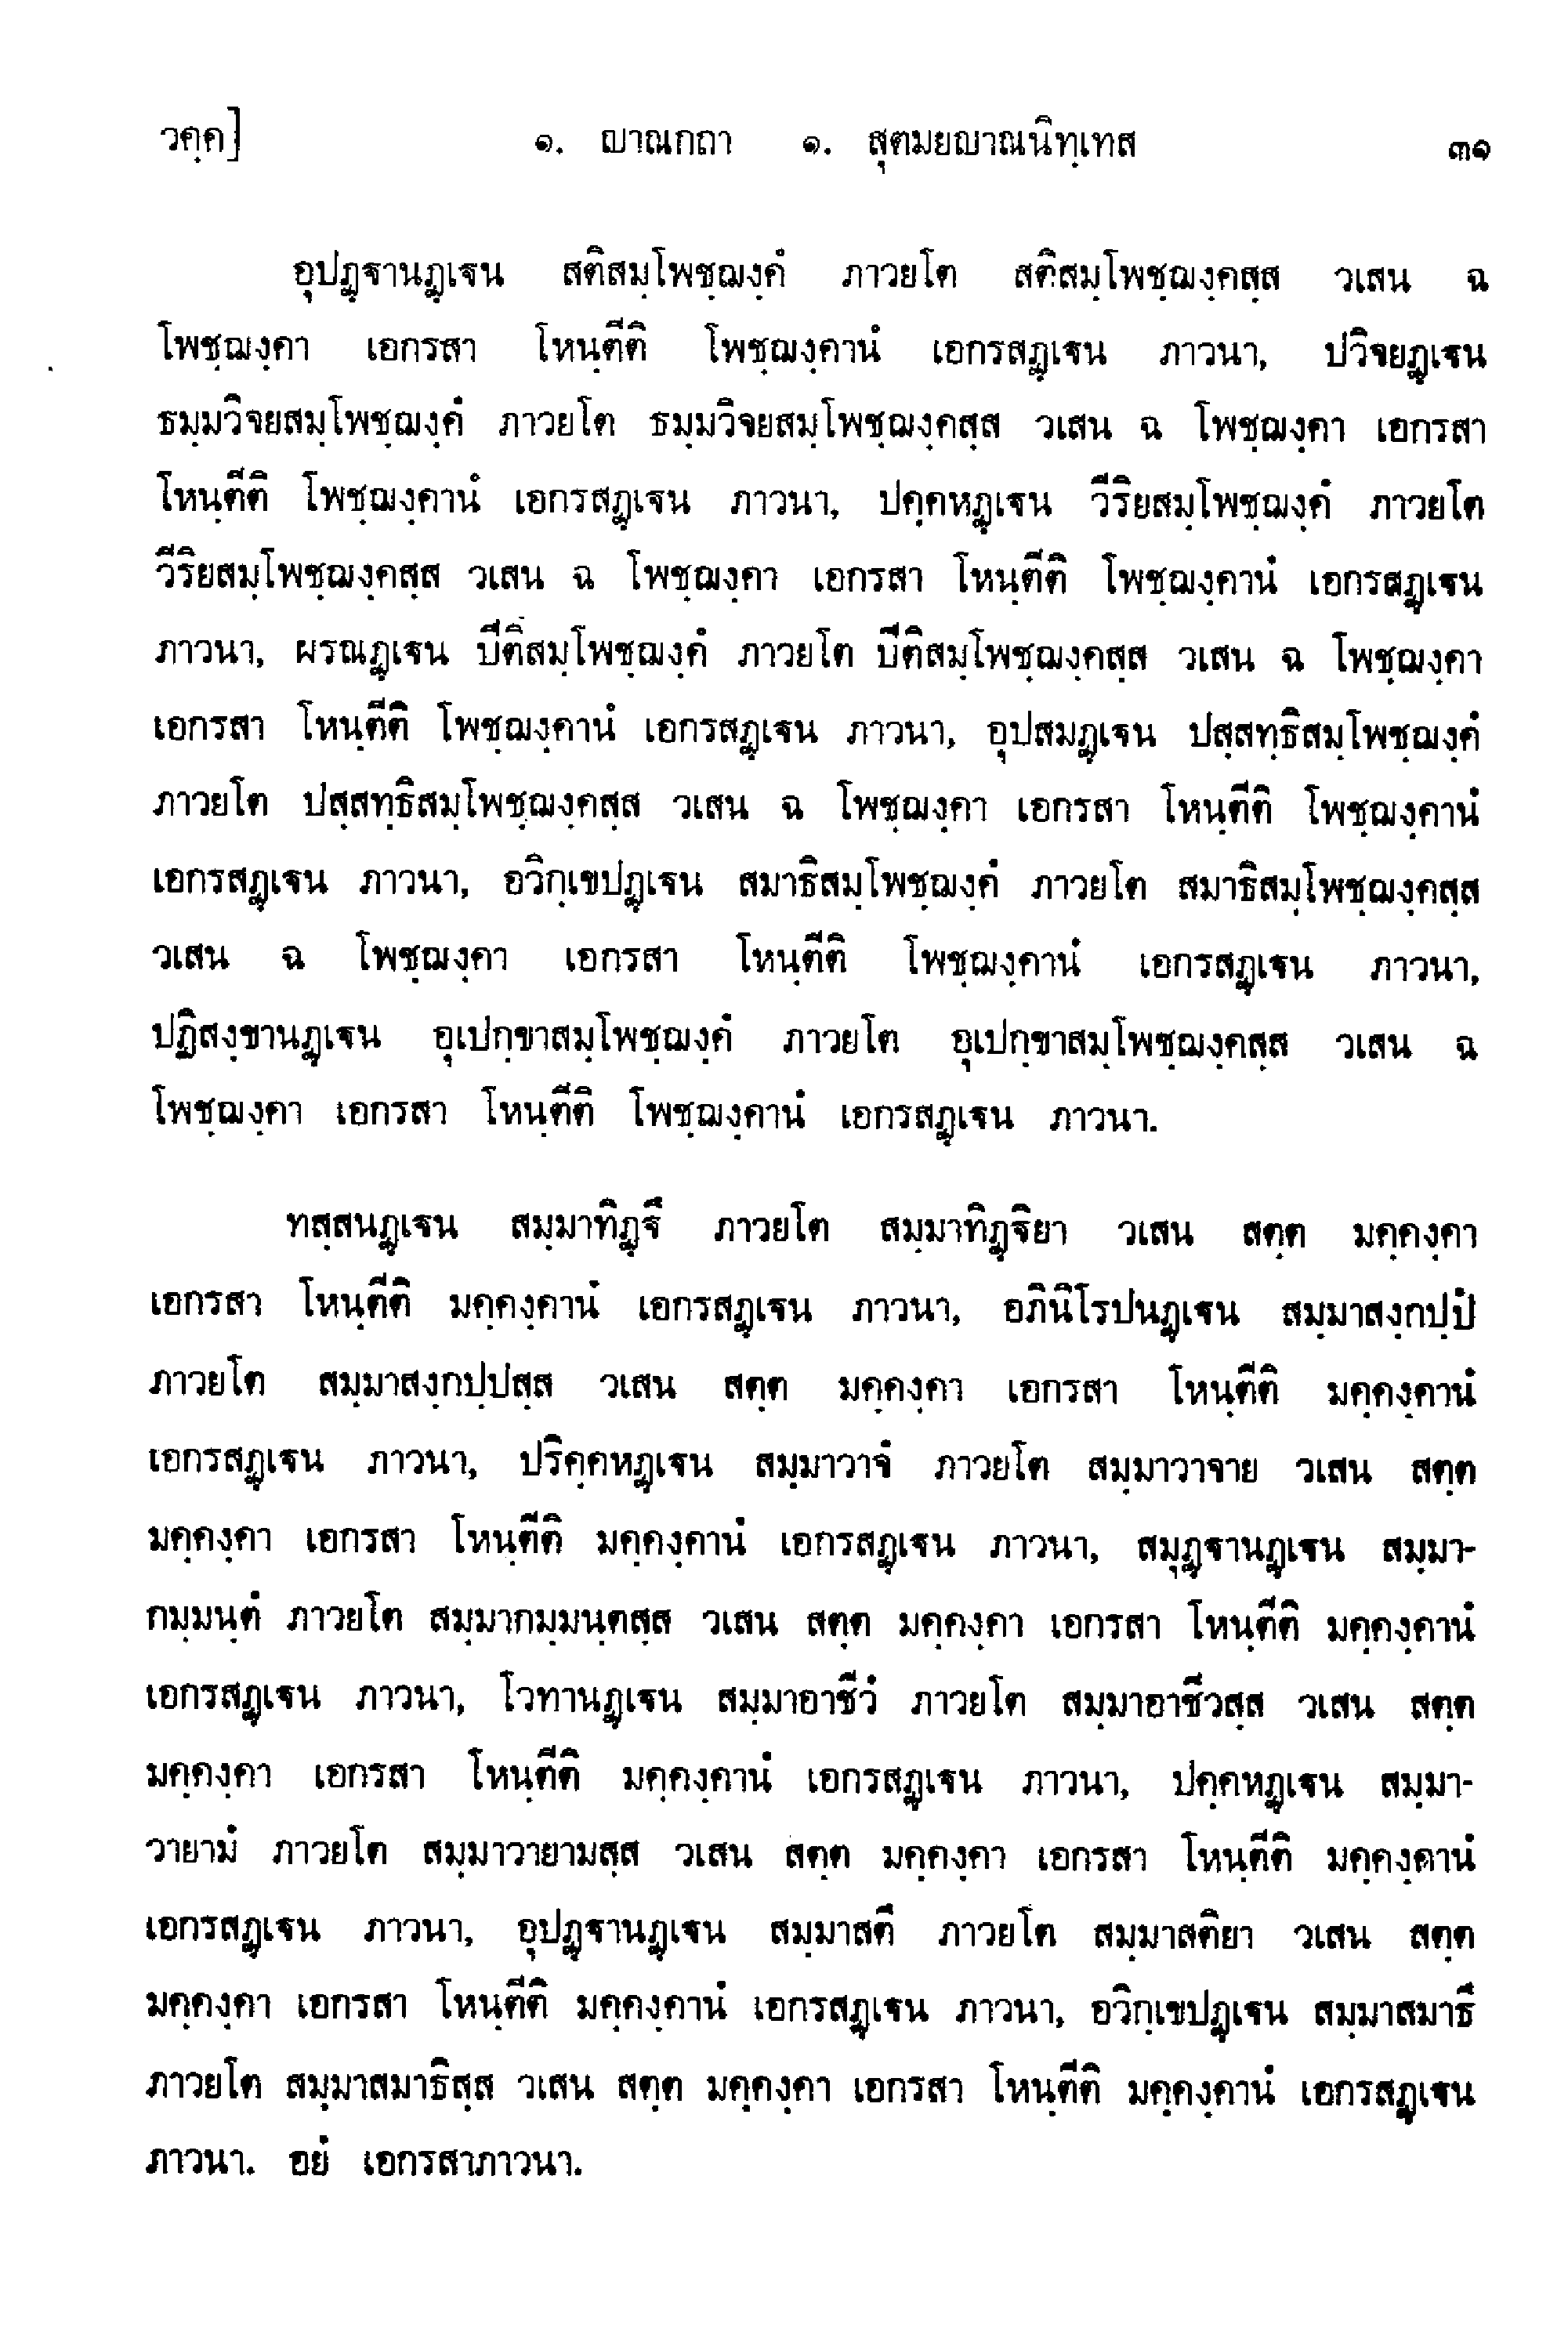 วคฺค]	๑. ญาณกถา ๑. สุตมยญาณนิทฺเทส	๓๑
อุปฏฺฐานฏฺเฐน สติสมฺโพชฺฌงฺคํ ภาวยโต สติสมฺโพชฺฌงฺคสฺส วเสน ฉ
โพชฺฌงฺคา เอกรสา โหนฺตีติ โพชฺฌงฺคานํ เอกรสฏฺเฐน ภาวนา, ปวิจยฏฺเฐน
ธมฺมวิจยสมฺโพชฺฌงฺคํ ภาวยโต ธมฺมวิจยสมฺโพชฺฌงฺคสฺส วเสน ฉ โพชฺฌงฺคา เอกรสา
โหนฺตีติ โพชฺฌงฺคานํ เอกรสฏฺเฐน ภาวนา, ปคฺคหฏฺเฐน วีริยสมฺโพชฺฌงฺคํ ภาวยโต
วีริยสมฺโพชฺฌงฺคสฺส วเสน ฉ โพชฺฌงฺคา เอกรสา โหนฺตีติ โพชฺฌงฺคานํ เอกรสฏฺเฐน
ภาวนา, ผรณฏฺเฐน ปีติสมฺโพชฺฌงฺคํ ภาวยโต ปีติสมฺโพชฺฌงฺคสฺส วเสน ฉ โพชฺฌงฺคา
เอกรสา โหนฺตีติ โพชฺฌงฺคานํ เอกรสฏฺเฐน ภาวนา, อุปสมฏฺเฐน ปสฺสทฺธิสมฺโพชฺฌงฺคํ
ภาวยโต ปสฺสทฺธิสมฺโพชฺฌงฺคสฺส วเสน ฉ โพชฺฌงฺคา เอกรสา โหนฺตีติ โพชฺฌงฺคานํ
เอกรสฏฺเฐน ภาวนา, อวิกฺเขปฏฺเฐน สมาธิสมฺโพชฺฌงฺคํ ภาวยโต สมาธิสมฺโพชฺฌงฺคสฺส
วเสน ฉ โพชฺฌงฺคา เอกรสา โหนฺตีติ โพชฺฌงฺคานํ เอกรสฏฺเฐน ภาวนา,
ปฏิสงฺขานฏฺเฐน อุเปกฺขาสมฺโพชฺฌงฺคํ ภาวยโต อุเปกฺขาสมฺโพชฺฌงฺคสฺส วเสน ฉ
โพชฺฌงฺคา เอกรสา โหนฺตีติ โพชฺฌงฺคานํ เอกรสฏฺเฐน ภาวนา.
ทสฺสนฏฺเฐน สมฺมาทิฏฺฐึ ภาวยโต สมฺมาทิฏฺฐิยา วเสน สตฺต มคฺคงฺคา
เอกรสา โหนฺตีติ มคฺคงฺคานํ เอกรสฏฺเฐน ภาวนา, อภินิโรปนฏฺเฐน สมฺมาสงฺกปฺปํ
ภาวยโต สมฺมาสงฺกปฺปสฺส วเสน สตฺต มคฺคงฺคา เอกรสา โหนฺตีติ มคฺคงฺคานํ
เอกรสฏฺเฐน ภาวนา, ปริคฺคหฏฺเฐน สมฺมาวาจํ ภาวยโต สมฺมาวาจาย วเสน สตฺต
มคฺคงฺคา เอกรสา โหนฺตีติ มคฺคงฺคานํ เอกรสฏฺเฐน ภาวนา, สมุฏฺฐานฏฺเฐน สมฺมา-
กมฺมนฺตํ ภาวยโต สมฺมากมฺมนฺตสฺส วเสน สตฺต มคฺคงฺคา เอกรสา โหนฺตีติ มคฺคงฺคานํ
เอกรสฏฺเฐน ภาวนา, โวทานฏฺเฐน สมฺมาอาชีวํ ภาวยโต สมฺมาอาชีวสฺส วเสน สตฺต
มคฺคงฺคา เอกรสา โหนฺตีติ มคฺคงฺคานํ เอกรสฏฺเฐน ภาวนา, ปคฺคหฏฺเฐน สมฺมา-
วายามํ ภาวยโต สมฺมาวายามสฺส วเสน สตฺต มคฺคงฺคา เอกรสา โหนฺตีติ มคฺคงฺคานํ
เอกรสฏฺเฐน ภาวนา, อุปฏฺฐานฏฺเฐน สมฺมาสตึ ภาวยโต สมฺมาสติยา วเสน สตฺต
มคฺคงฺคา เอกรสา โหนฺตีติ มคฺคงฺคานํ เอกรสฏฺเฐน ภาวนา, อวิกฺเขปฏฺเฐน สมฺมาสมาธึ
ภาวยโต สมฺมาสมาธิสฺส วเสน สตฺต มคฺคงฺคา เอกรสา โหนฺตีติ มคฺคงฺคานํ เอกรสฏฺเฐน
ภาวนา. อยํ เอกรสาภาวนา.